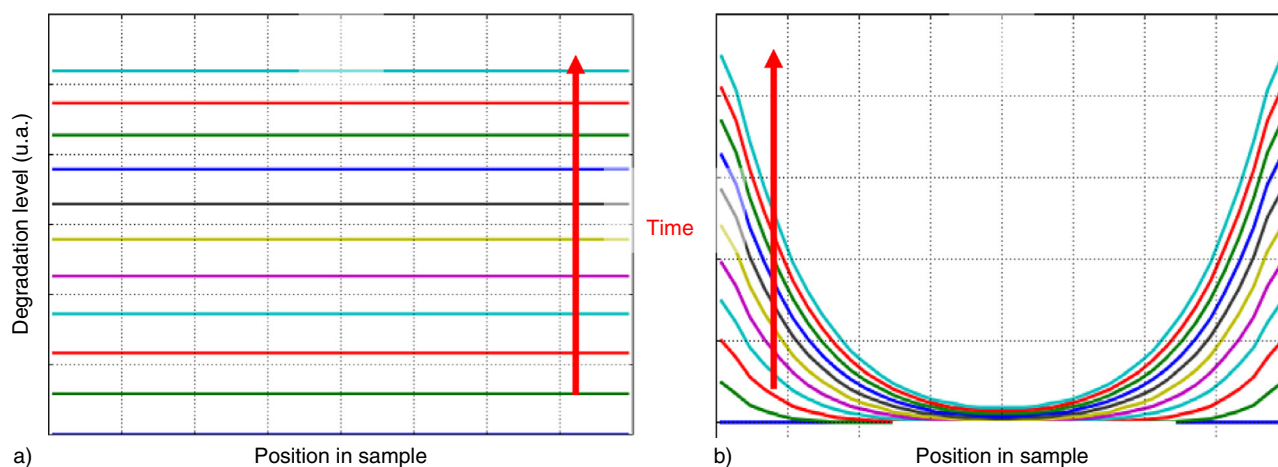 Degradation level (u.a.)
Time
a)
Position in sample
b)
Position in sample